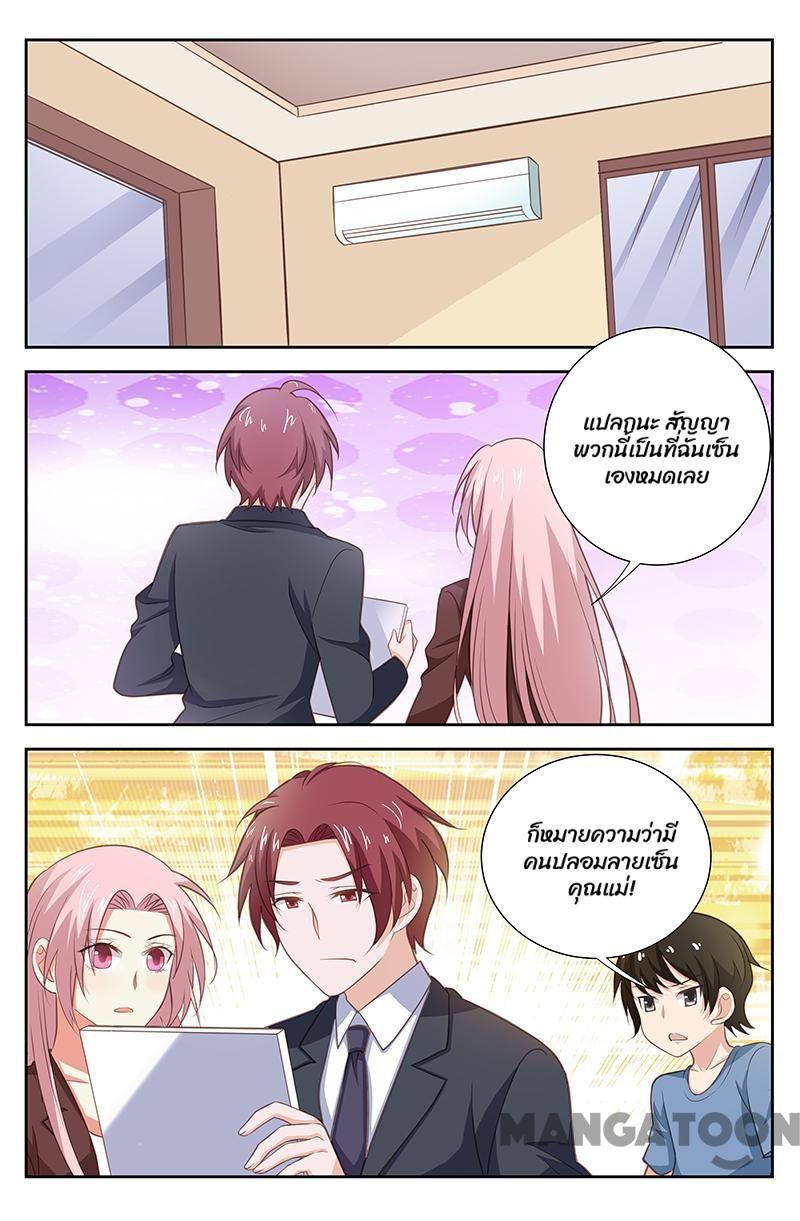 แปลกนะ สัญญา
พวกนี้เป็นที่ฉันเซ็น
เองหมดเลย
ก็หมายความว่ามี
คนปลอมลายเซ็น
คุณแม่!
MANGATOON